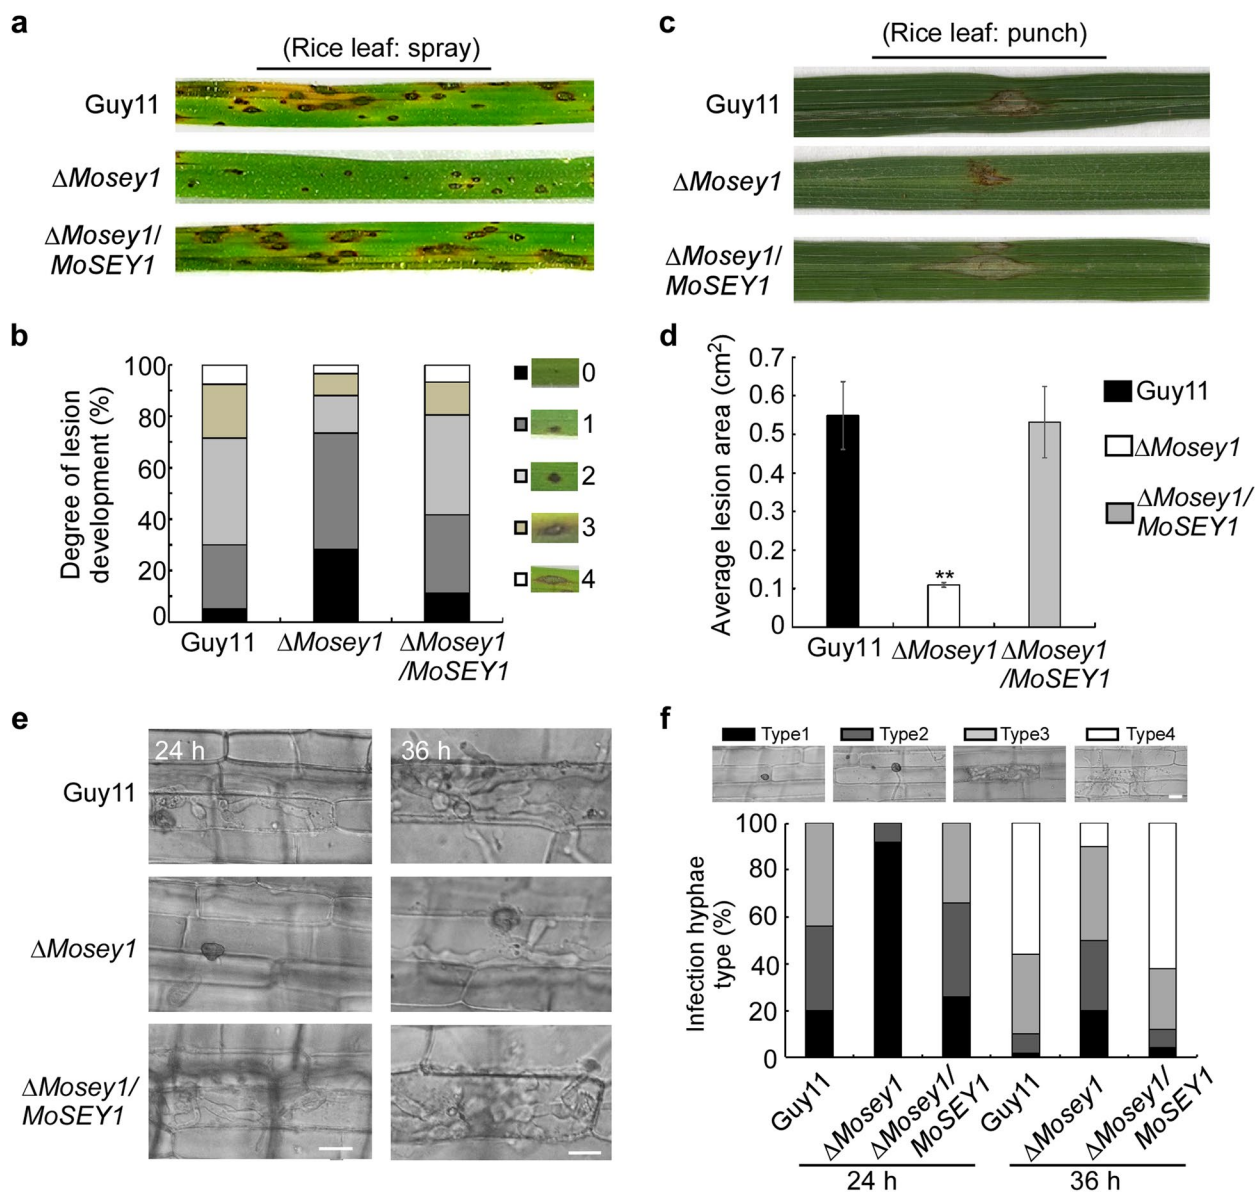 a
(Rice leaf: spray)
Guy11
ΔMosey1
ΔMosey1/
MoSEY1
c
(Rice leaf: punch)
Guy11
ΔMosey1
ΔMosey1/
MoSEY1
b
Degree of lesion
development (%)
100
80
60
40
20
0
Guy11
ΔMosey1
ΔMosey1
/MoSEY1
0
1
2
3
4
d
Average lesion area (cm²)
0.7
0.6
0.5
0.4
0.3
0.2
0.1
0
**
Guy11
ΔMosey1
ΔMosey1
/MoSEY1
Guy11
ΔMosey1
ΔMosey1/
MoSEY1
e
24 h
36 h
Guy11
ΔMosey1
ΔMosey1/
MoSEY1
f
Type1
Type2
Type3
Type4
Infection hyphae
type (%)
100
80
60
40
20
0
Guy11
ΔMosey1
ΔMosey1/
MoSEY1
Guy11
ΔMosey1
ΔMosey1/
MoSEY1
24 h
36 h